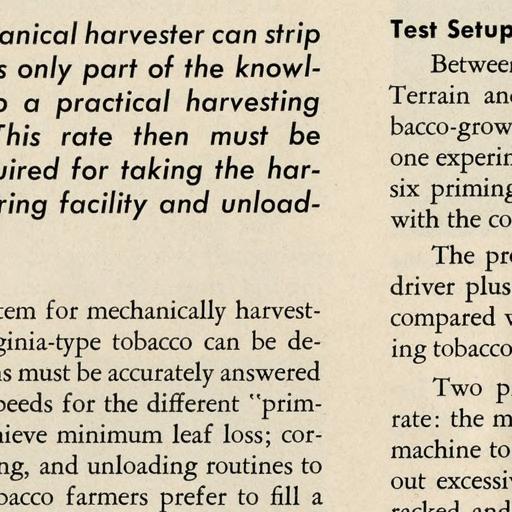 anical harvester can strip
s only part of the knowl-
o a practical harvesting
This rate then must be
uired for taking the har-
ring facility and unload-
tem for mechanically harvest-
ginia-type tobacco can be de-
s must be accurately answered
peeds for the different "prim-
hieve minimum leaf loss; cor-
ng, and unloading routines to
bacco farmers prefer to fill a
Test Setup
Between
Terrain an
bacco-grow
one experin
six priming
with the co
The pr
driver plus
compared
ing tobacco
Two p
rate: the m
machine to
out excessiv
racked and